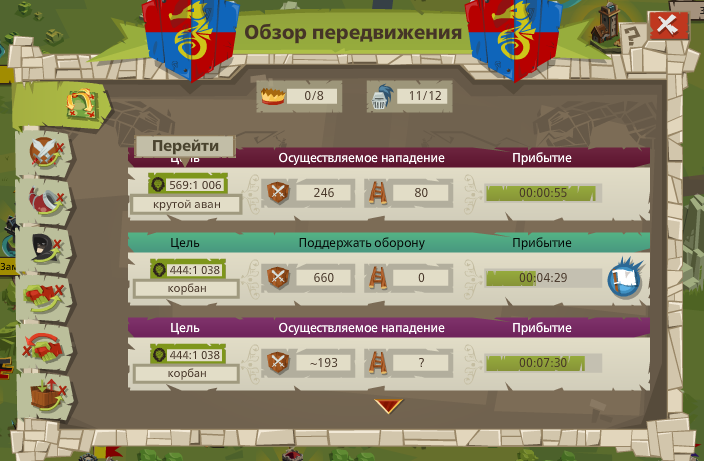 Обзор передвижения
0/8
11/12
Перейти
Осуществляемое нападение
Прибытие
569:1 006
крутой аван
246
80
00:00:55
Цель
Поддержать оборону
Прибытие
444:1 038
корбан
660
0
00:04:29
Цель
Осуществляемое нападение
Прибытие
444:1 038
корбан
~193
?
00:07:30